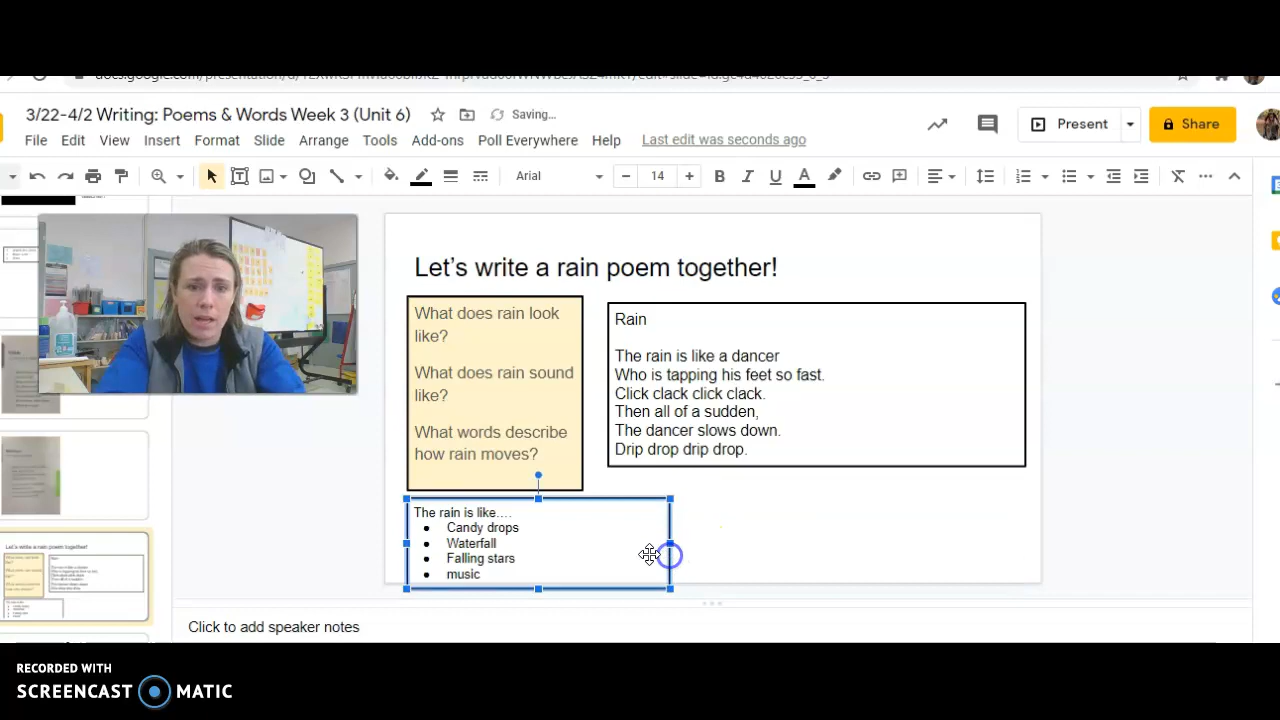 3/22-4/2 Writing: Poems & Words Week 3 (Unit 6)
Saving...
File Edit View Insert Format Slide Arrange Tools Add-ons Poll Everywhere Help Last edit was seconds ago
Present
Share
Arial
14
B I U A
Let's write a rain poem together!
What does rain look
like?
What does rain sound
like?
What words describe
how rain moves?
Rain
The rain is like a dancer
Who is tapping his feet so fast.
Click clack click clack.
Then all of a sudden,
The dancer slows down.
Drip drop drip drop.
The rain is like....
● Candy drops
● Waterfall
● Falling stars
● music
Let's write a rain poem together!
Click to add speaker notes
RECORDED WITH
SCREENCAST MATIC